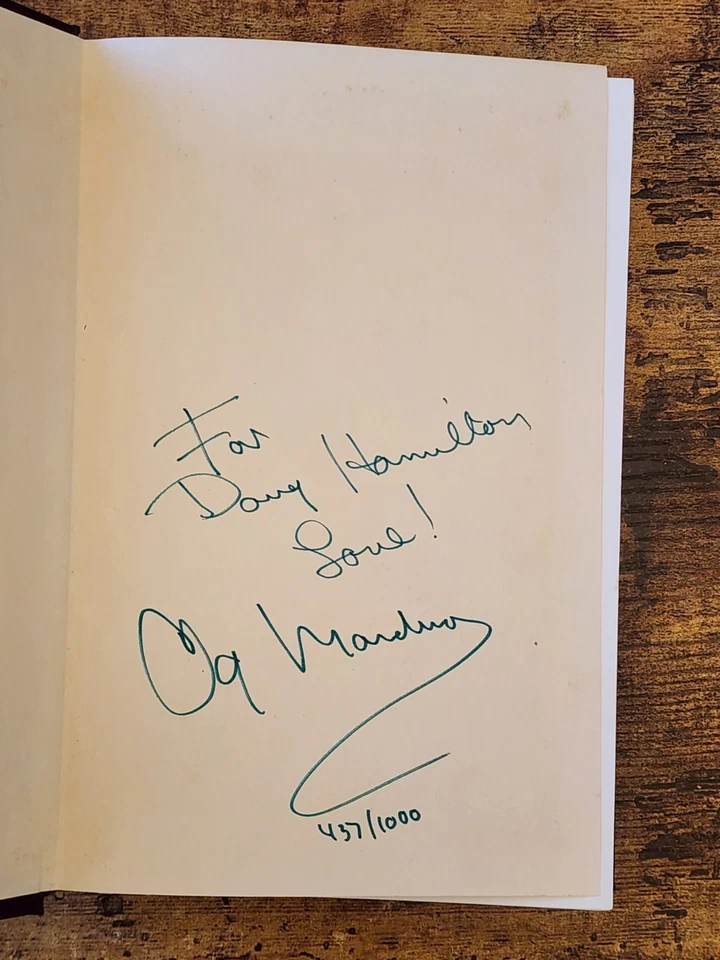 For
Doug Hamilton
Love!
Og Mandino
437/1000